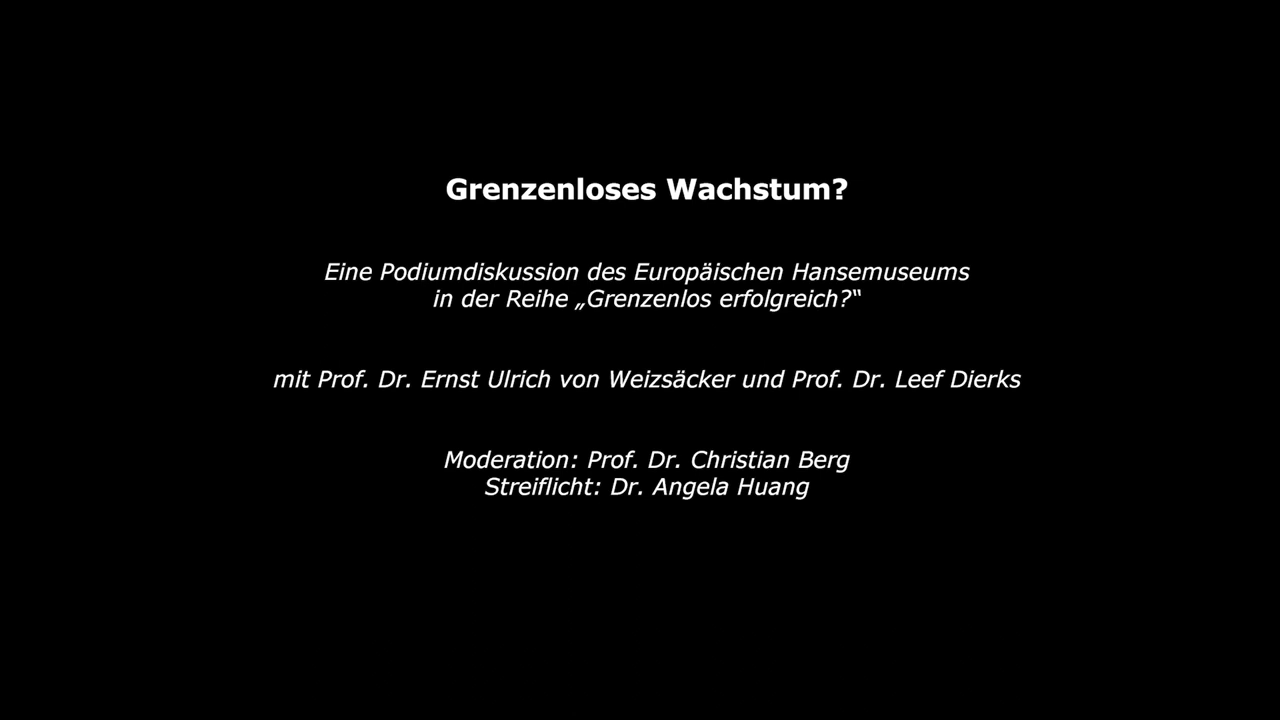 Grenzenloses Wachstum?
Eine Podiumdiskussion des Europäischen Hansemuseums
in der Reihe „Grenzenlos erfolgreich?“
mit Prof. Dr. Ernst Ulrich von Weizsäcker und Prof. Dr. Leef Dierks
Moderation: Prof. Dr. Christian Berg
Streiflicht: Dr. Angela Huang